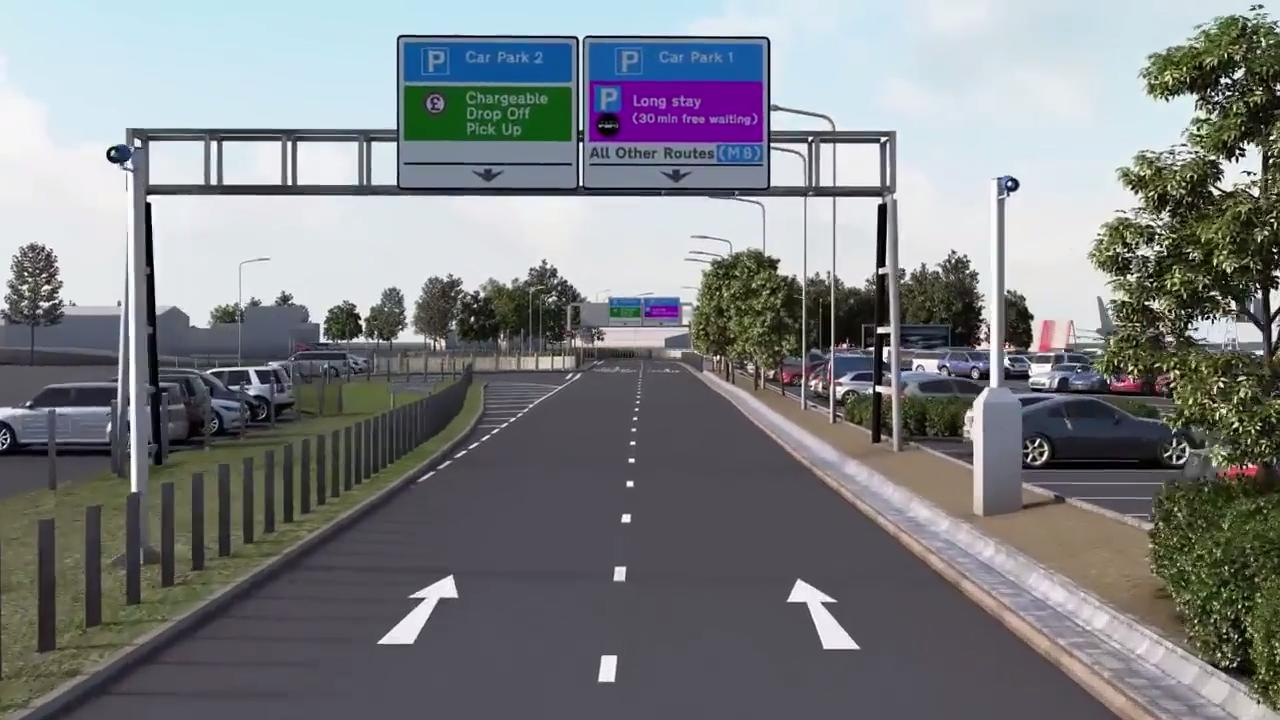 P Car Park 2
£ Chargeable
Drop Off
Pick Up
P Car Park 1
P Long stay
(30 min free waiting)
All Other Routes (M8)